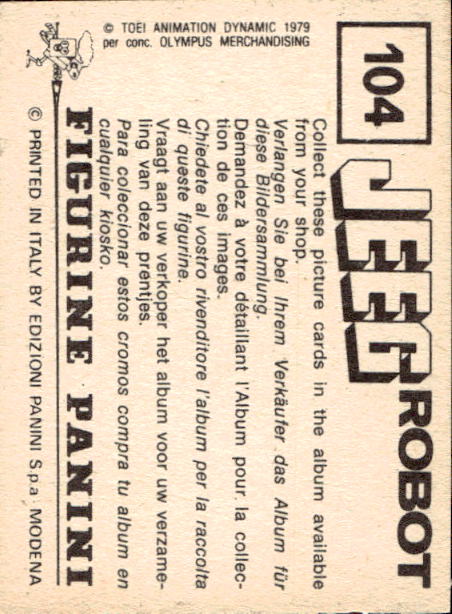 © TOEI ANIMATION DYNAMIC 1979
per conc. OLYMPUS MERCHANDISING
104
JEEG ROBOT
Collect these picture cards in the album available
from your shop.
Verlangen Sie bei Ihrem Verkäufer das Album für
diese Bildersammlung.
Demandez à votre détaillant l'Album pour la collec-
tion de ces images.
Chiedete al vostro rivenditore l'album per la raccolta
di queste figurine.
Vraagt aan uw verkoper het album voor uw verzame-
ling van deze prentjes.
Para coleccionar estos cromos compra tu album en
cualquier kiosko.
FIGURINE PANINI
© PRINTED IN ITALY BY EDIZIONI PANINI S.p.a. MODENA